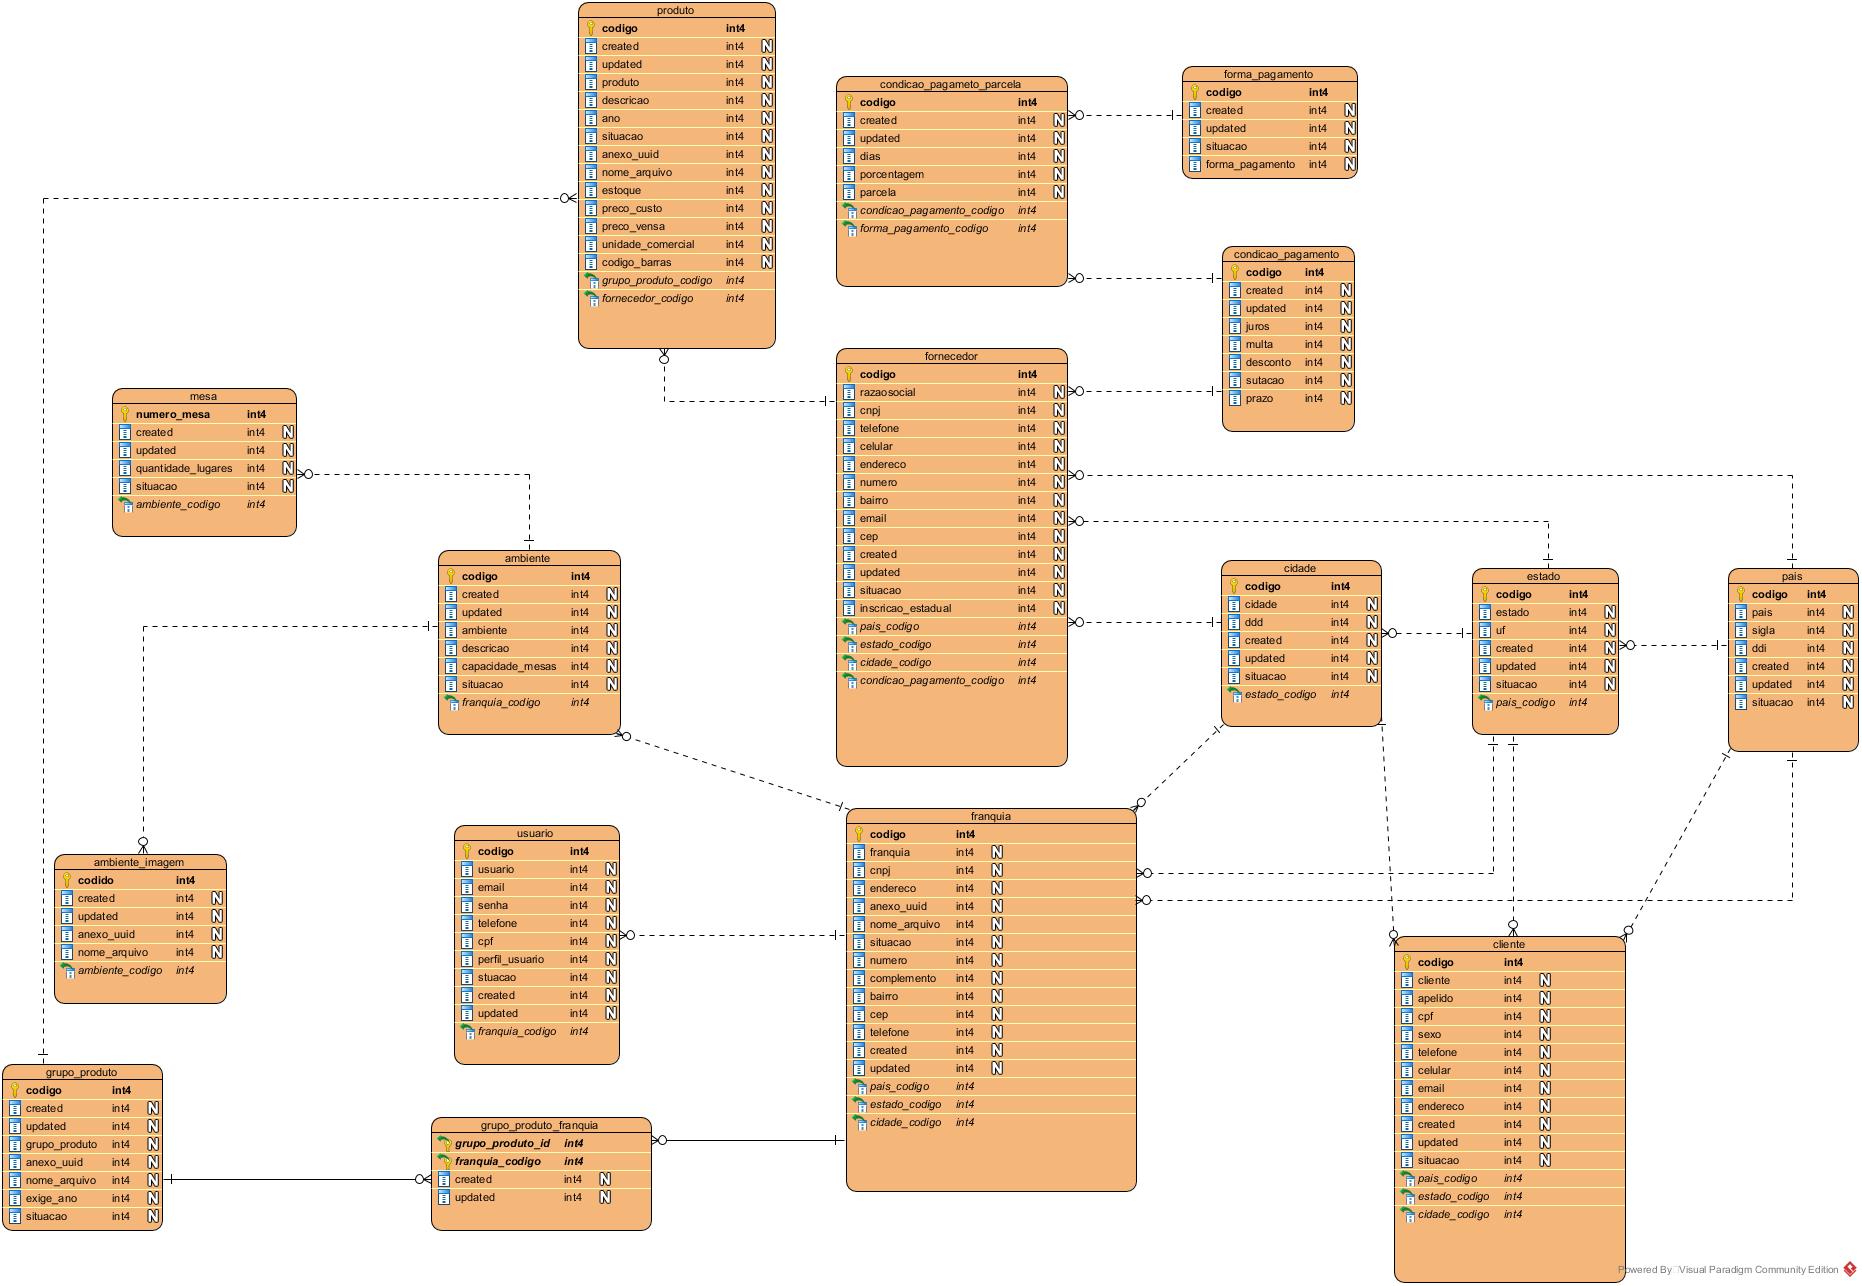 produto
codigo int4
created int4 N
updated int4 N
produto int4 N
descricao int4 N
ano int4 N
situacao int4 N
anexo_uuid int4 N
nome_arquivo int4 N
estoque int4 N
preco_custo int4 N
preco_vensa int4 N
unidade_comercial int4 N
codigo_barras int4 N
grupo_produto_codigo int4
fornecedor_codigo int4
condicao_pagameto_parcela
codigo int4
created int4 N
updated int4 N
dias int4 N
porcentagem int4 N
parcela int4 N
condicao_pagamento_codigo int4
forma_pagamento_codigo int4
forma_pagamento
codigo int4
created int4 N
updated int4 N
situacao int4 N
forma_pagamento int4 N
condicao_pagamento
codigo int4
created int4 N
updated int4 N
juros int4 N
multa int4 N
desconto int4 N
sutacao int4 N
prazo int4 N
mesa
numero_mesa int4
created int4 N
updated int4 N
quantidade_lugares int4 N
situacao int4 N
ambiente_codigo int4
fornecedor
codigo int4
razaosocial int4 N
cnpj int4 N
telefone int4 N
celular int4 N
endereco int4 N
numero int4 N
bairro int4 N
email int4 N
cep int4 N
created int4 N
updated int4 N
situacao int4 N
inscricao_estadual int4 N
pais_codigo int4
estado_codigo int4
cidade_codigo int4
condicao_pagamento_codigo int4
ambiente
codigo int4
created int4 N
updated int4 N
ambiente int4 N
descricao int4 N
capacidade_mesas int4 N
situacao int4 N
franquia_codigo int4
cidade
codigo int4
cidade int4 N
ddd int4 N
created int4 N
updated int4 N
situacao int4 N
estado_codigo int4
estado
codigo int4
estado int4 N
uf int4 N
created int4 N
updated int4 N
situacao int4 N
pais_codigo int4
pais
codigo int4
pais int4 N
sigla int4 N
ddi int4 N
created int4 N
updated int4 N
situacao int4 N
ambiente_imagem
codido int4
created int4 N
updated int4 N
anexo_uuid int4 N
nome_arquivo int4 N
ambiente_codigo int4
usuario
codigo int4
usuario int4 N
email int4 N
senha int4 N
telefone int4 N
cpf int4 N
perfil_usuario int4 N
stuacao int4 N
created int4 N
updated int4 N
franquia_codigo int4
franquia
codigo int4
franquia int4 N
cnpj int4 N
endereco int4 N
anexo_uuid int4 N
nome_arquivo int4 N
situacao int4 N
numero int4 N
complemento int4 N
bairro int4 N
cep int4 N
telefone int4 N
created int4 N
updated int4 N
pais_codigo int4
estado_codigo int4
cidade_codigo int4
cliente
codigo int4
cliente int4 N
apelido int4 N
cpf int4 N
sexo int4 N
telefone int4 N
celular int4 N
email int4 N
endereco int4 N
created int4 N
updated int4 N
situacao int4 N
pais_codigo int4
estado_codigo int4
cidade_codigo int4
grupo_produto
codigo int4
created int4 N
updated int4 N
grupo_produto int4 N
anexo_uuid int4 N
nome_arquivo int4 N
exige_ano int4 N
situacao int4 N
grupo_produto_franquia
grupo_produto_id int4
franquia_codigo int4
created int4 N
updated int4 N
Powered By Visual Paradigm Community Edition